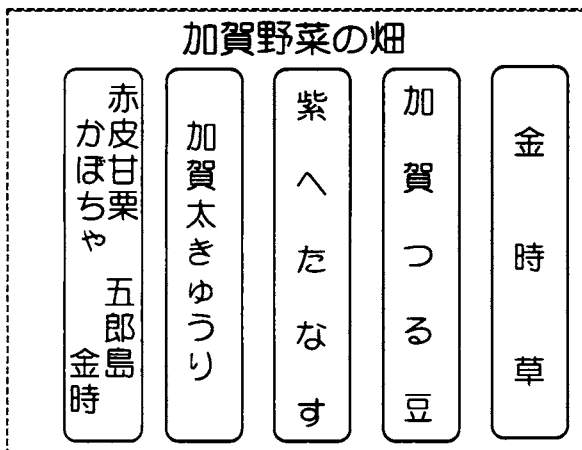 加賀野菜の畑
金時草
加賀つる豆
紫へたなす
加賀太きゅうり
赤皮甘栗
かぼちゃ
五郎島
金時